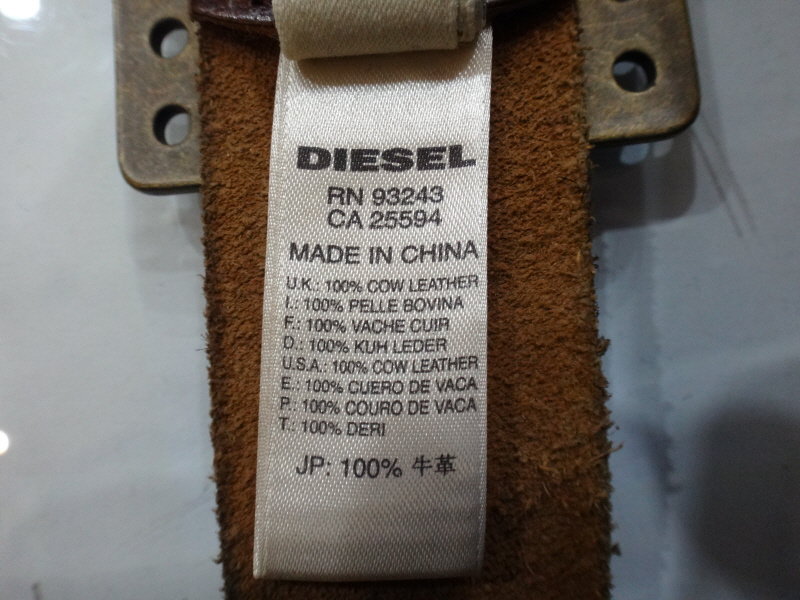 DIESEL
RN 93243
CA 25594
MADE IN CHINA
U.K.: 100% COW LEATHER
I.: 100% PELLE BOVINA
F.: 100% VACHE CUIR
D.: 100% KUH LEDER
U.S.A.: 100% COW LEATHER
E.: 100% CUERO DE VACA
P.: 100% COURO DE VACA
T.: 100% DERI
JP: 100% 牛革